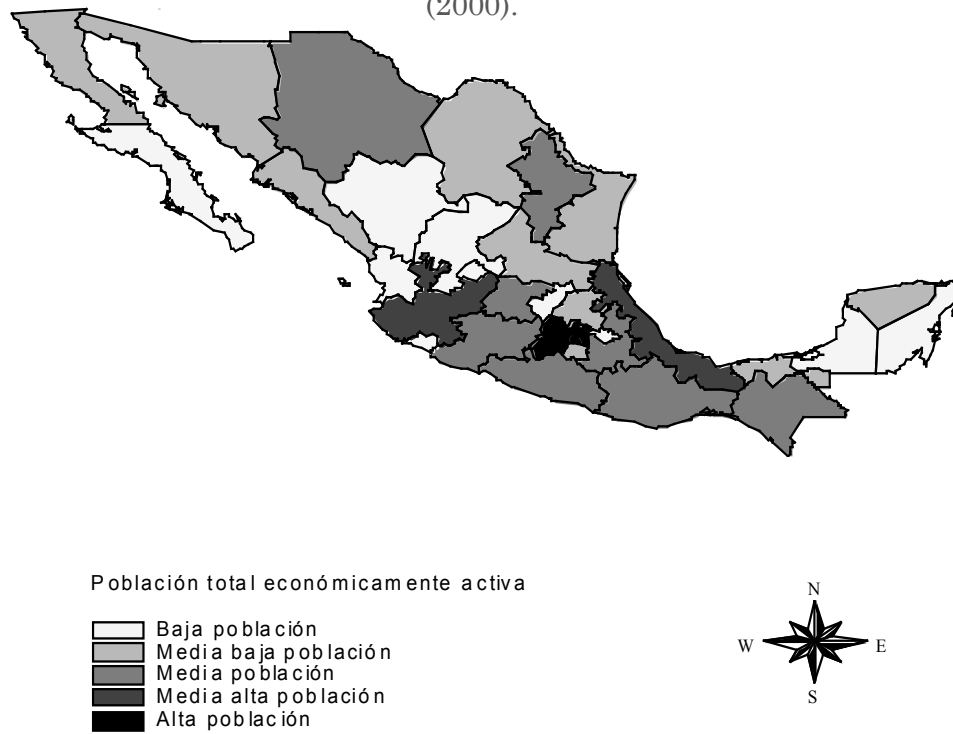 (2000).
Población total económicamente activa
Baja población
Media baja población
Media población
Media alta población
Alta población
N
W E
S